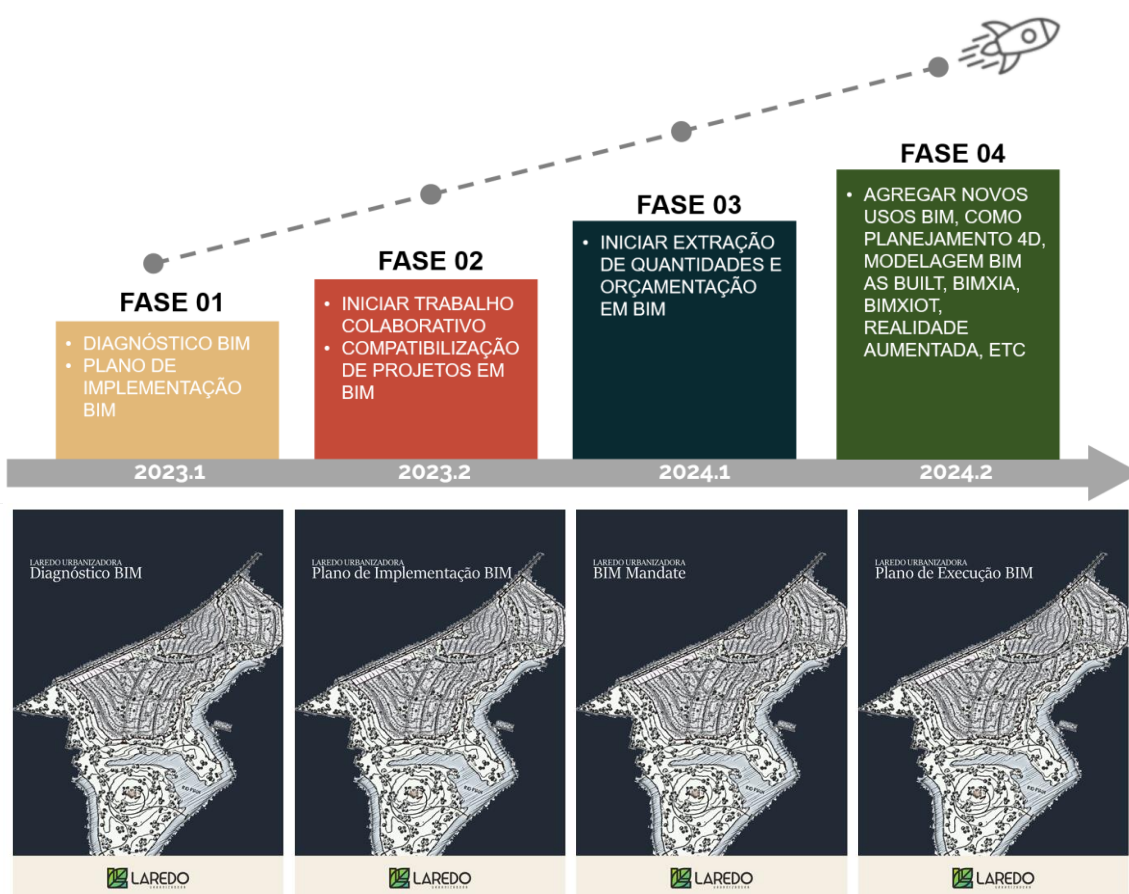 FASE 01
• DIAGNÓSTICO BIM
• PLANO DE
IMPLEMENTAÇÃO
BIM
FASE 02
• INICIAR TRABALHO
COLABORATIVO
• COMPATIBILIZAÇÃO
DE PROJETOS EM
BIM
FASE 03
• INICIAR EXTRAÇÃO
DE QUANTIDADES E
ORÇAMENTAÇÃO
EM BIM
FASE 04
• AGREGAR NOVOS
USOS BIM, COMO
PLANEJAMENTO 4D,
MODELAGEM BIM
AS BUILT, BIMXIA,
BIMXIOT,
REALIDADE
AUMENTADA, ETC
2023.1
2023.2
2024.1
2024.2
LAREDO URBANIZADORA
Diagnóstico BIM
LAREDO
URBANIZADORA
LAREDO URBANIZADORA
Plano de Implementação BIM
LAREDO
URBANIZADORA
LAREDO URBANIZADORA
BIM Mandate
LAREDO
URBANIZADORA
LAREDO URBANIZADORA
Plano de Execução BIM
LAREDO
URBANIZADORA